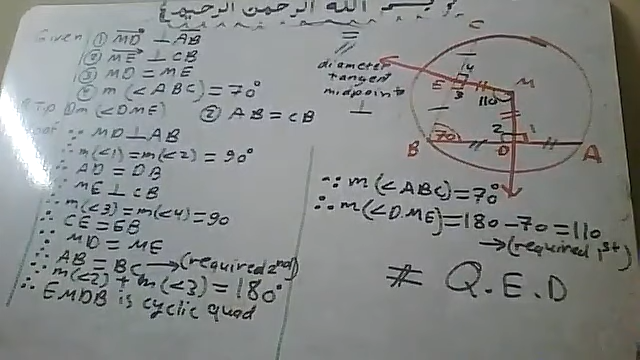 بسم الله الرحمن الرحيم
Given ① MD ⊥ AB
② ME ⊥ CB
③ MD = ME
④ m(<ABC) = 70°
R.T.P ① m(<DME) ② AB = CB
Proof ∵ MD ⊥ AB
∴ m(<1) = m(<2) = 90°
∴ AD = DB
∵ ME ⊥ CB
∴ m(<3) = m(<4) = 90
∴ CE = EB
∵ MD = ME
∴ AB = BC → (required 2nd)
∴ m(<2) + m(<3) = 180°
∴ EMDB is cyclic quad
diameter
tangent
midpoints
⊥
C
14
E
3
M
110
2
1
70
B
D
A
∵ m(<ABC) = 70°
∴ m(<DME) = 180 - 70 = 110
→ (required 1st)
# Q.E.D